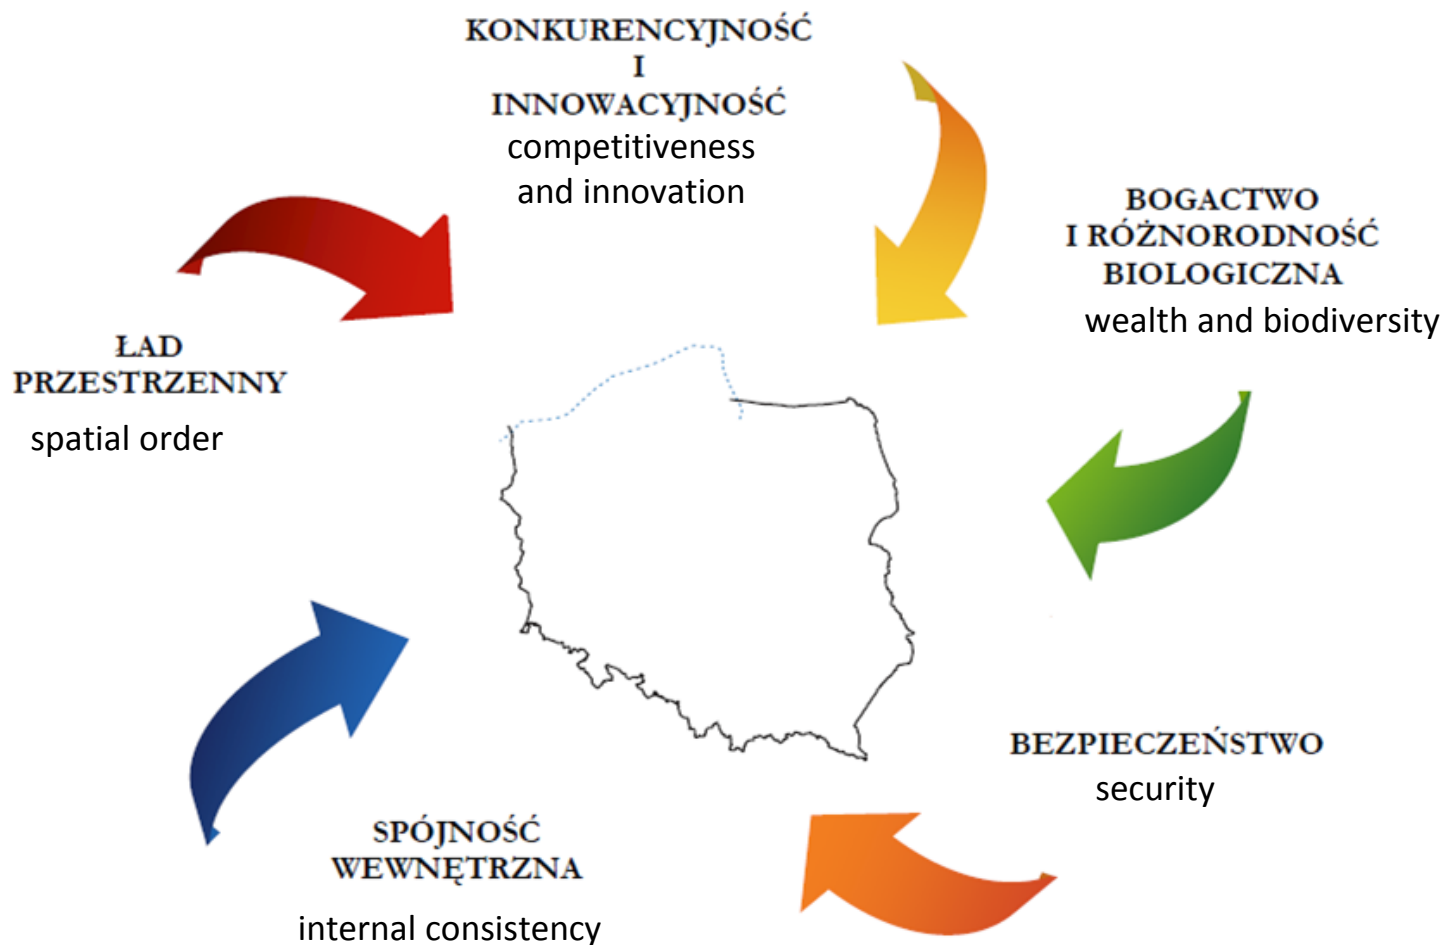 KONKURENCYJNOŚĆ
I
INNOWACYJNOŚĆ
competitiveness
and innovation
BOGACTWO
I RÓŻNORODNOŚĆ
BIOLOGICZNA
wealth and biodiversity
ŁAD
PRZESTRZENNY
spatial order
BEZPIECZEŃSTWO
security
SPÓJNOŚĆ
WEWNĘTRZNA
internal consistency